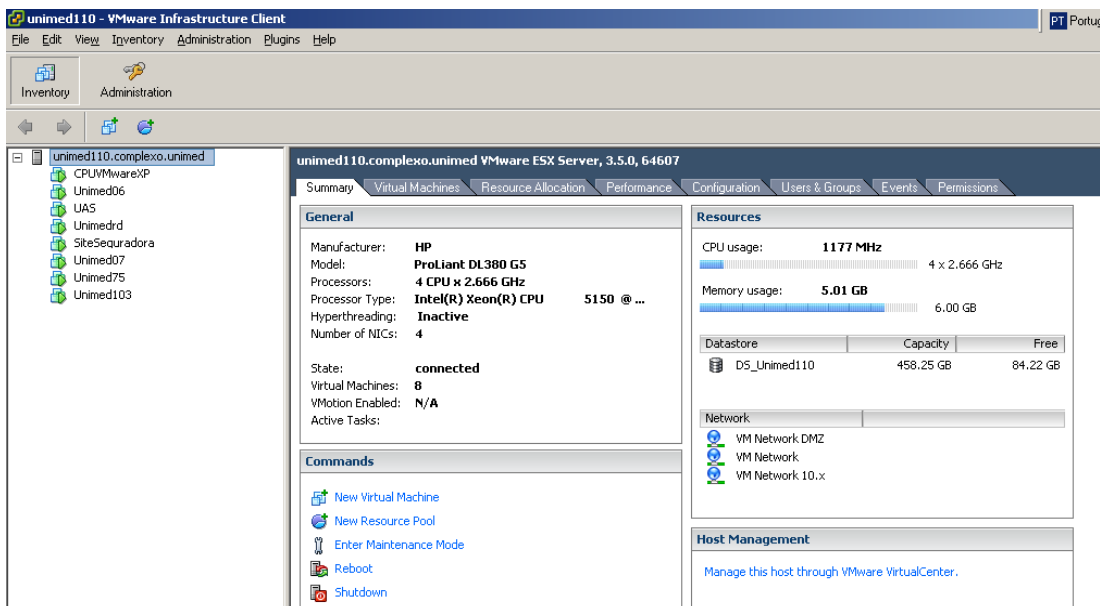 unimed110 - VMware Infrastructure Client
PT Portug
File Edit View Inventory Administration Plugins Help
Inventory Administration
unimed110.complexo.unimed
CPUVMwareXP
Unimed06
UAS
Unimedrd
SiteSeguradora
Unimed07
Unimed75
Unimed103
unimed110.complexo.unimed VMware ESX Server, 3.5.0, 64607
Summary Virtual Machines Resource Allocation Performance Configuration Users & Groups Events Permissions
General
Manufacturer: HP
Model: ProLiant DL380 G5
Processors: 4 CPU x 2.666 GHz
Processor Type: Intel(R) Xeon(R) CPU 5150 @ ...
Hyperthreading: Inactive
Number of NICs: 4
State: connected
Virtual Machines: 8
VMotion Enabled: N/A
Active Tasks:
Commands
New Virtual Machine
New Resource Pool
Enter Maintenance Mode
Reboot
Shutdown
Resources
CPU usage: 1177 MHz
4 x 2.666 GHz
Memory usage: 5.01 GB
6.00 GB
Datastore Capacity Free
DS_Unimed110 458.25 GB 84.22 GB
Network
VM Network DMZ
VM Network
VM Network 10.x
Host Management
Manage this host through VMware VirtualCenter.